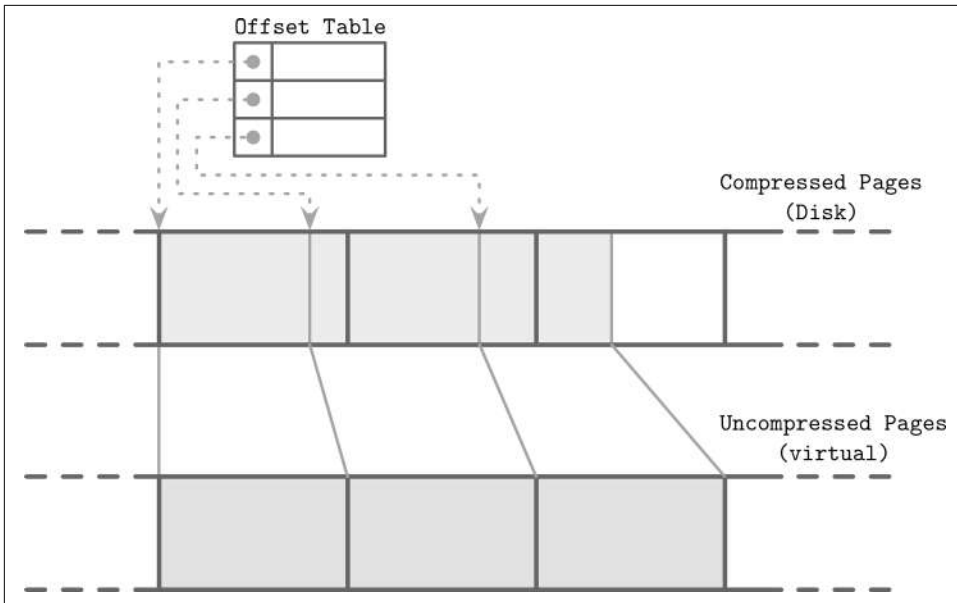 Offset Table
Compressed Pages
(Disk)
Uncompressed Pages
(virtual)